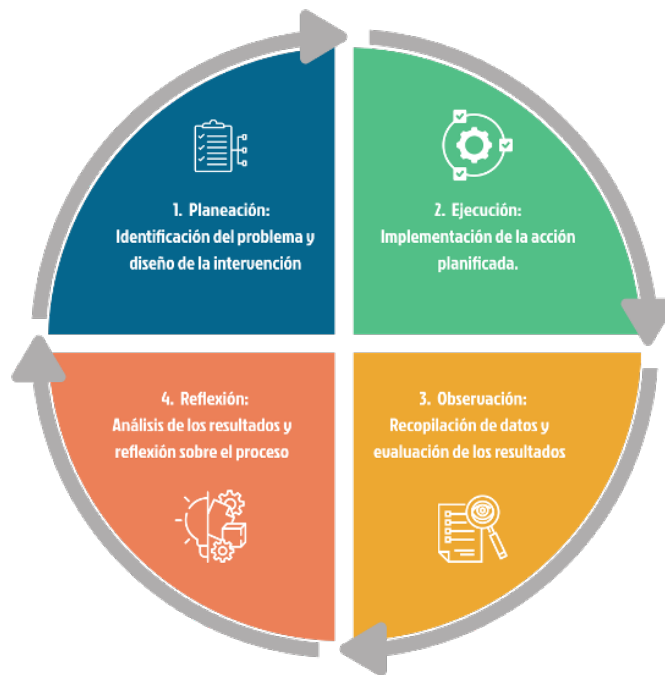 1. Planeación:
Identificación del problema y
diseño de la intervención
2. Ejecución:
Implementación de la acción
planificada.
3. Observación:
Recopilación de datos y
evaluación de los resultados
4. Reflexión:
Análisis de los resultados y
reflexión sobre el proceso